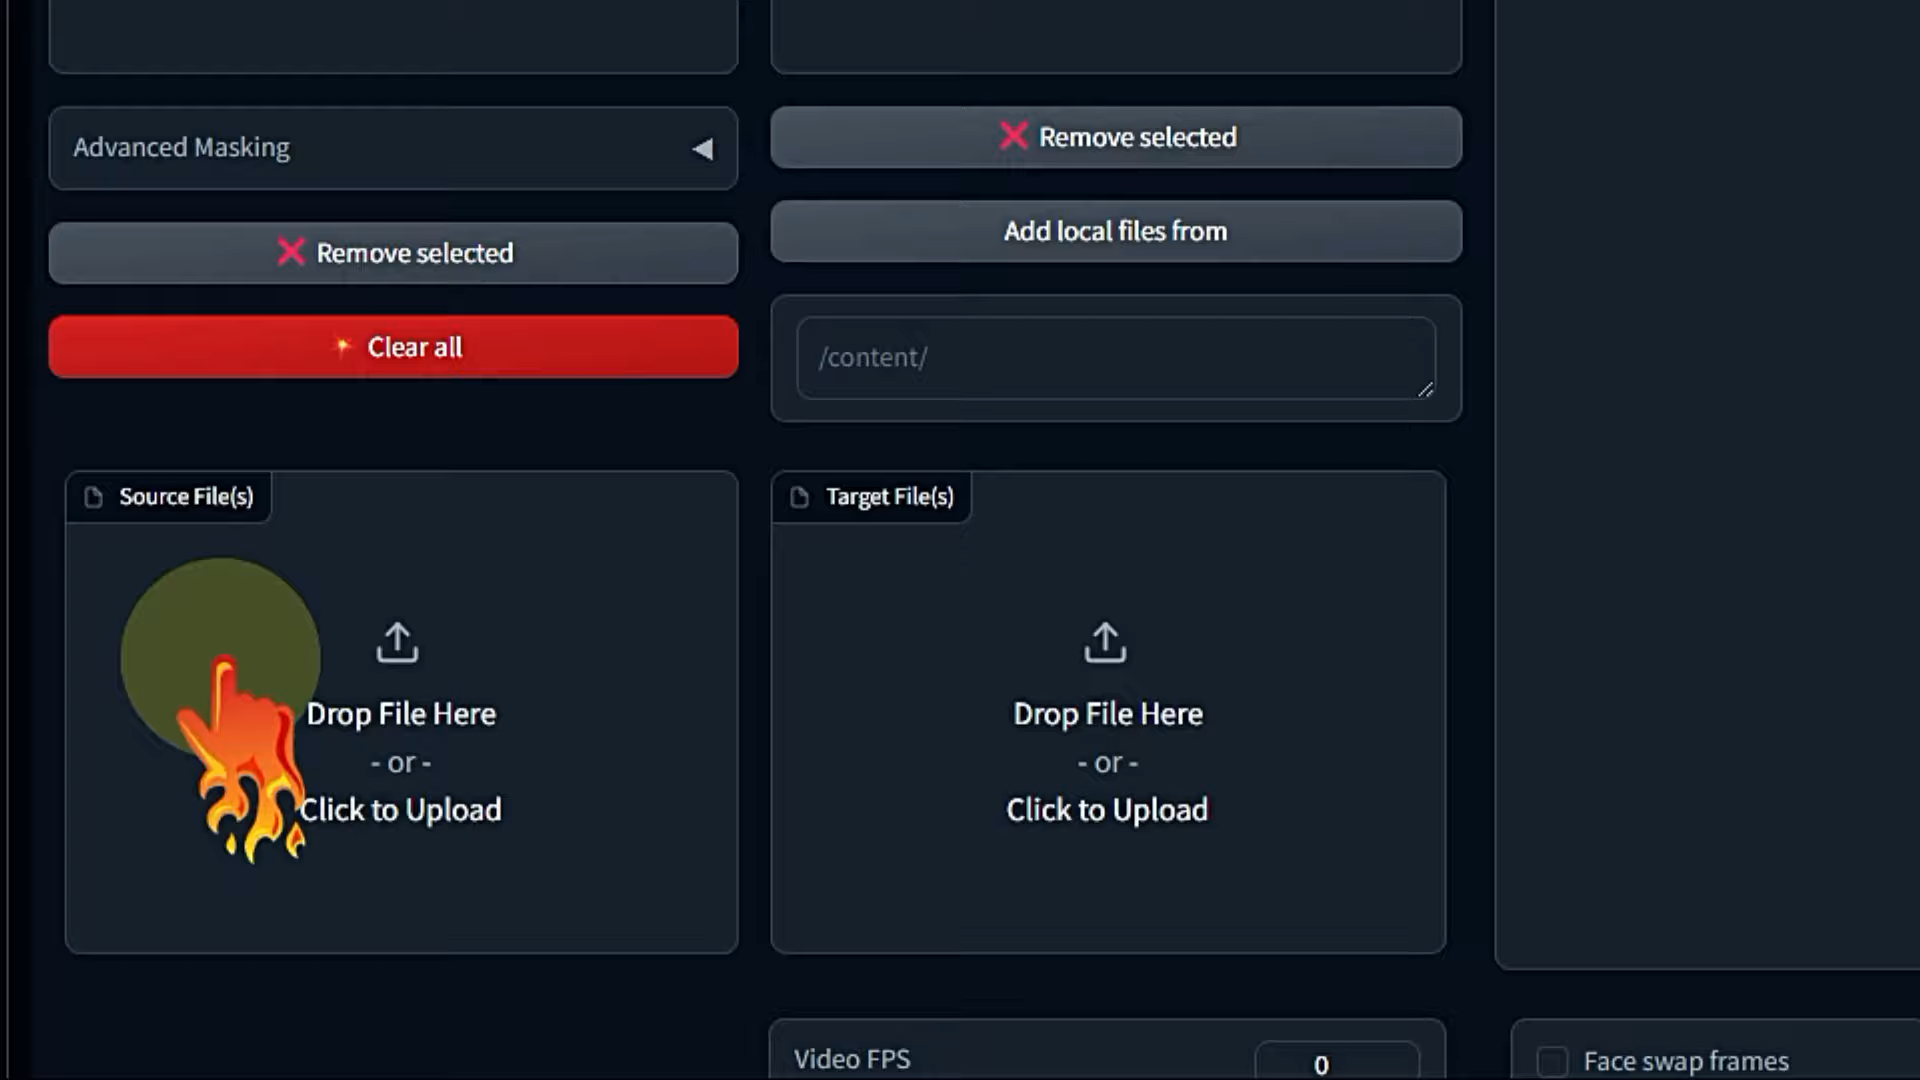 Advanced Masking
Remove selected
Clear all
Remove selected
Add local files from
/content/
Source File(s)
Drop File Here
- or -
Click to Upload
Target File(s)
Drop File Here
- or -
Click to Upload
Video FPS
0
Face swap frames